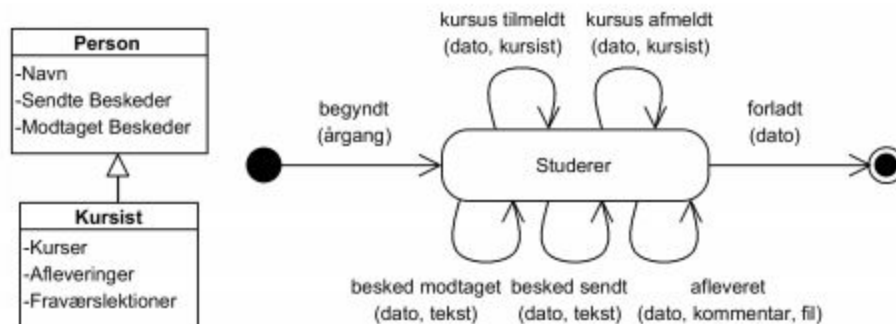 Person
-Navn
-Sendte Beskeder
-Modtaget Beskeder
Kursist
-Kurser
-Afleveringer
-Fraværslektioner
kursus tilmeldt
(dato, kursist)
kursus afmeldt
(dato, kursist)
begyndt
(årgang)
Studerer
forladt
(dato)
besked modtaget
(dato, tekst)
besked sendt
(dato, tekst)
afleveret
(dato, kommentar, fil)